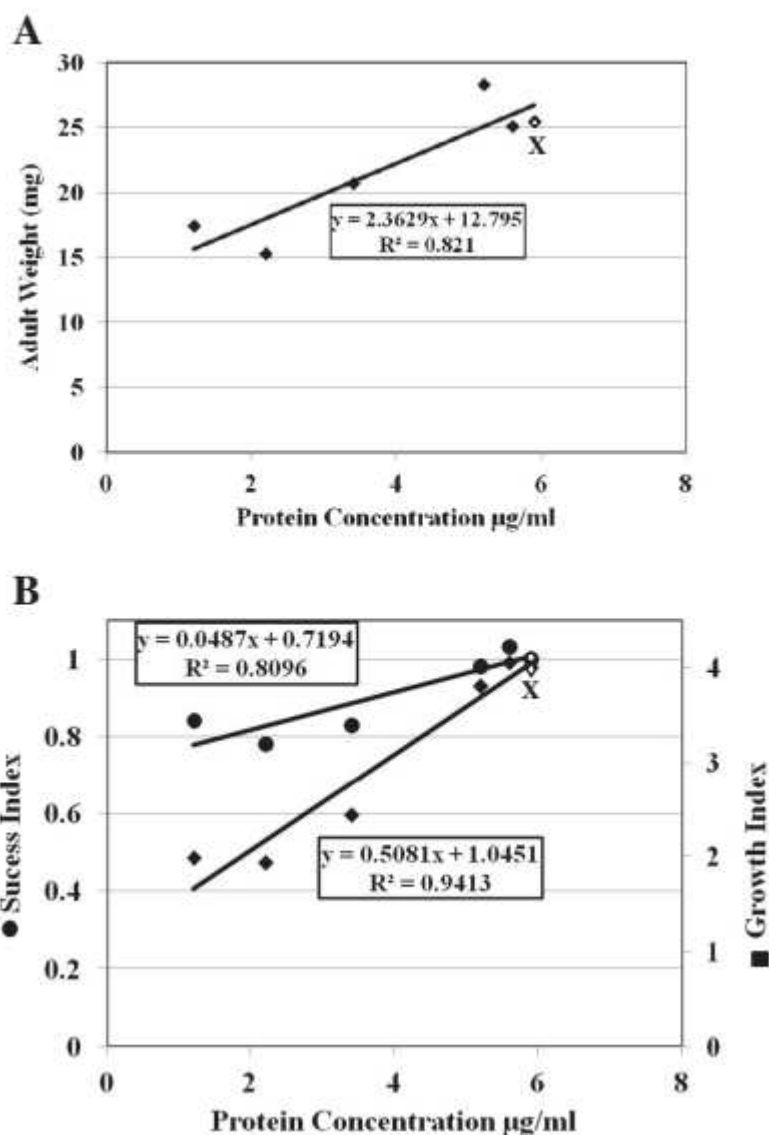 A
30
25
20
15
10
5
0
Adult Weight (mg)
X
y = 2.3629x + 12.795
R² = 0.821
0 2 4 6 8
Protein Concentration µg/ml
B
1
0.8
0.6
0.4
0.2
0
Sucess Index
y = 0.0487x + 0.7194
R² = 0.8096
X
y = 0.5081x + 1.0451
R² = 0.9413
4
3
2
1
0
Growth Index
0 2 4 6 8
Protein Concentration µg/ml